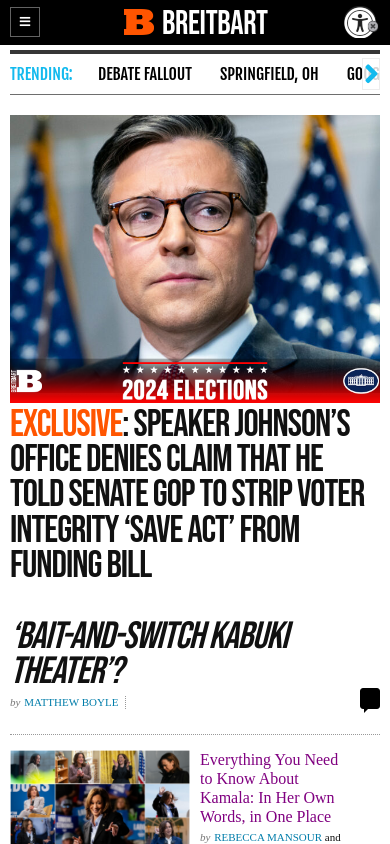 BREITBART
TRENDING:
DEBATE FALLOUT
SPRINGFIELD, OH
GO
BREITBART
B
2024 ELECTIONS
EXCLUSIVE: SPEAKER JOHNSON’S
OFFICE DENIES CLAIM THAT HE
TOLD SENATE GOP TO STRIP VOTER
INTEGRITY ‘SAVE ACT’ FROM
FUNDING BILL
‘BAIT-AND-SWITCH KABUKI
THEATER’?
by MATTHEW BOYLE
Everything You Need
to Know About
Kamala: In Her Own
Words, in One Place
by REBECCA MANSOUR and